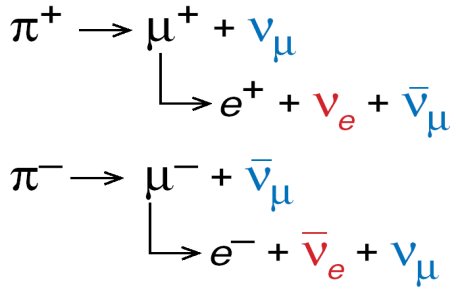 π⁺ → μ⁺ + ν_μ
→ e⁺ + ν_e + ν̄_μ
π⁻ → μ⁻ + ν̄_μ
→ e⁻ + ν̄_e + ν_μ